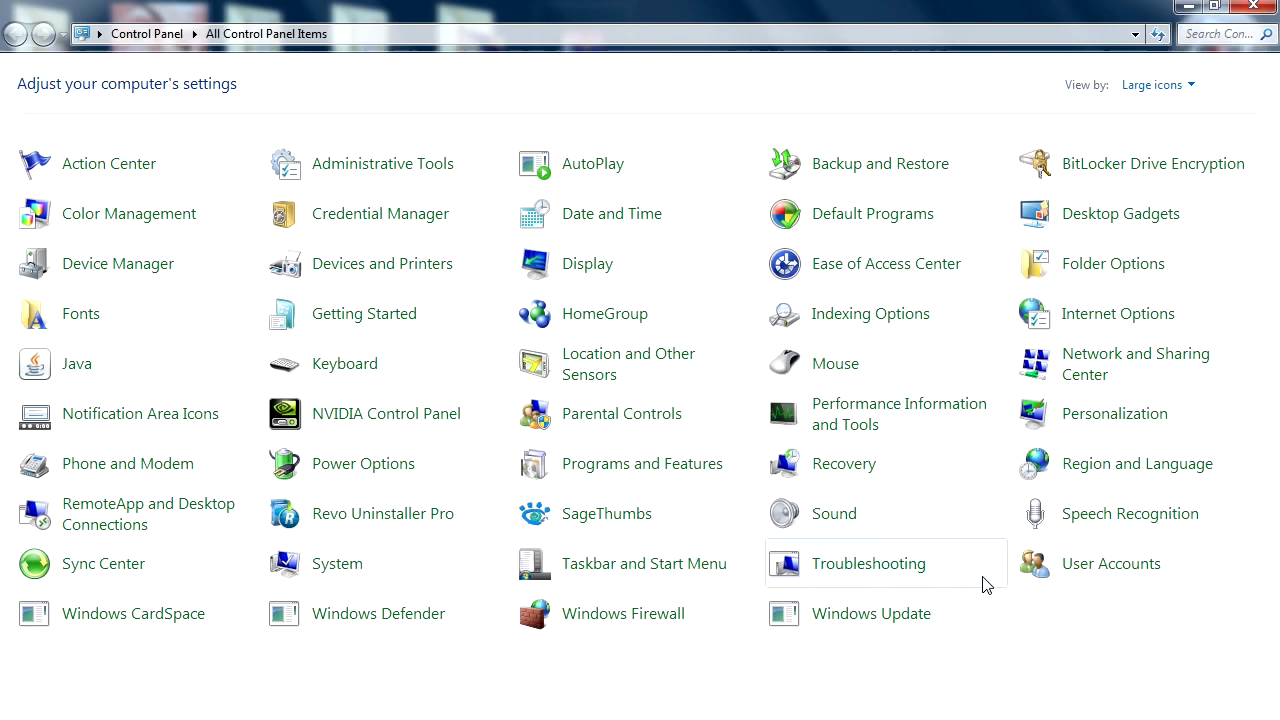 Control Panel All Control Panel Items Search Con...
Adjust your computer's settings
View by: Large icons
Action Center
Administrative Tools
AutoPlay
Backup and Restore
BitLocker Drive Encryption
Color Management
Credential Manager
Date and Time
Default Programs
Desktop Gadgets
Device Manager
Devices and Printers
Display
Ease of Access Center
Folder Options
Fonts
Getting Started
HomeGroup
Indexing Options
Internet Options
Java
Keyboard
Location and Other
Sensors
Mouse
Network and Sharing
Center
Notification Area Icons
NVIDIA Control Panel
Parental Controls
Performance Information
and Tools
Personalization
Phone and Modem
Power Options
Programs and Features
Recovery
Region and Language
RemoteApp and Desktop
Connections
Revo Uninstaller Pro
SageThumbs
Sound
Speech Recognition
Sync Center
System
Taskbar and Start Menu
Troubleshooting
User Accounts
Windows CardSpace
Windows Defender
Windows Firewall
Windows Update